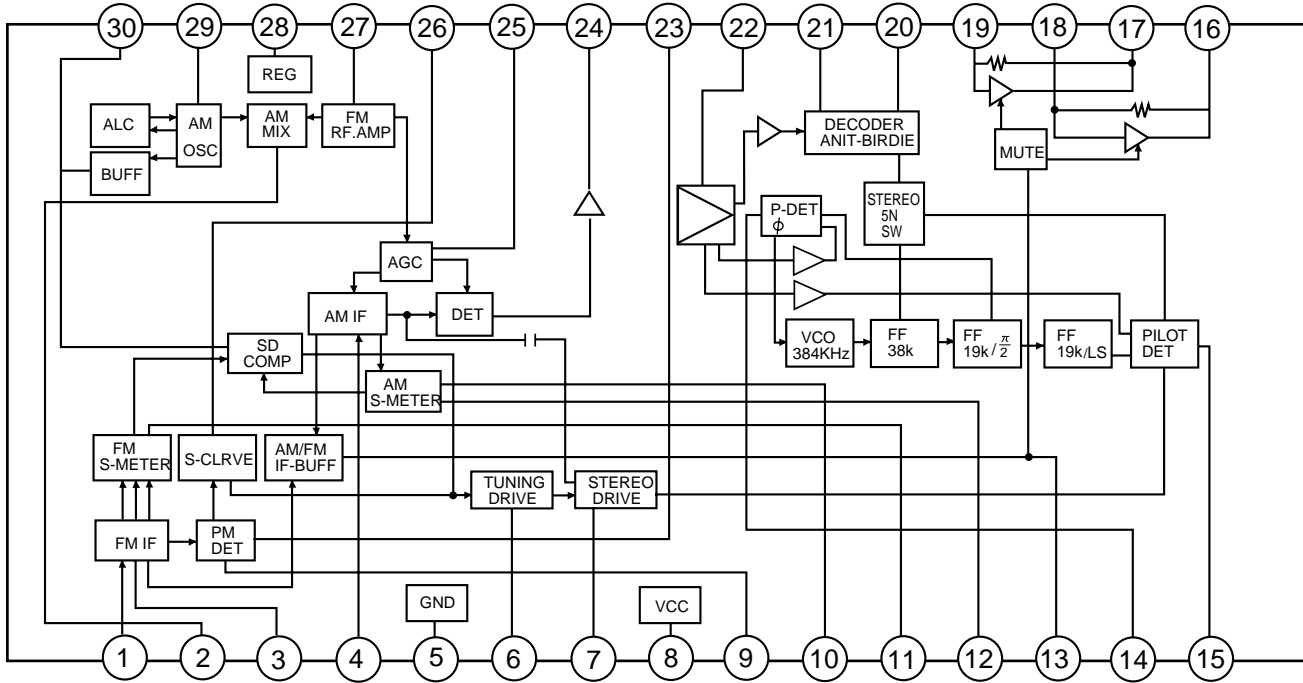 30 29 28 27 26 25 24 23 22 21 20 19 18 17 16
REG
ALC
AM
OSC
AM
MIX
FM
RF.AMP
BUFF
DECODER
ANIT-BIRDIE
MUTE
P-DET
ϕ
STEREO
5N
SW
AGC
AM IF
DET
SD
COMP
VCO
384KHz
FF
38k
FF
19k/π/2
FF
19k/LS
PILOT
DET
AM
S-METER
FM
S-METER
S-CLRVE
AM/FM
IF-BUFF
TUNING
DRIVE
STEREO
DRIVE
FM IF
PM
DET
GND
VCC
1 2 3 4 5 6 7 8 9 10 11 12 13 14 15